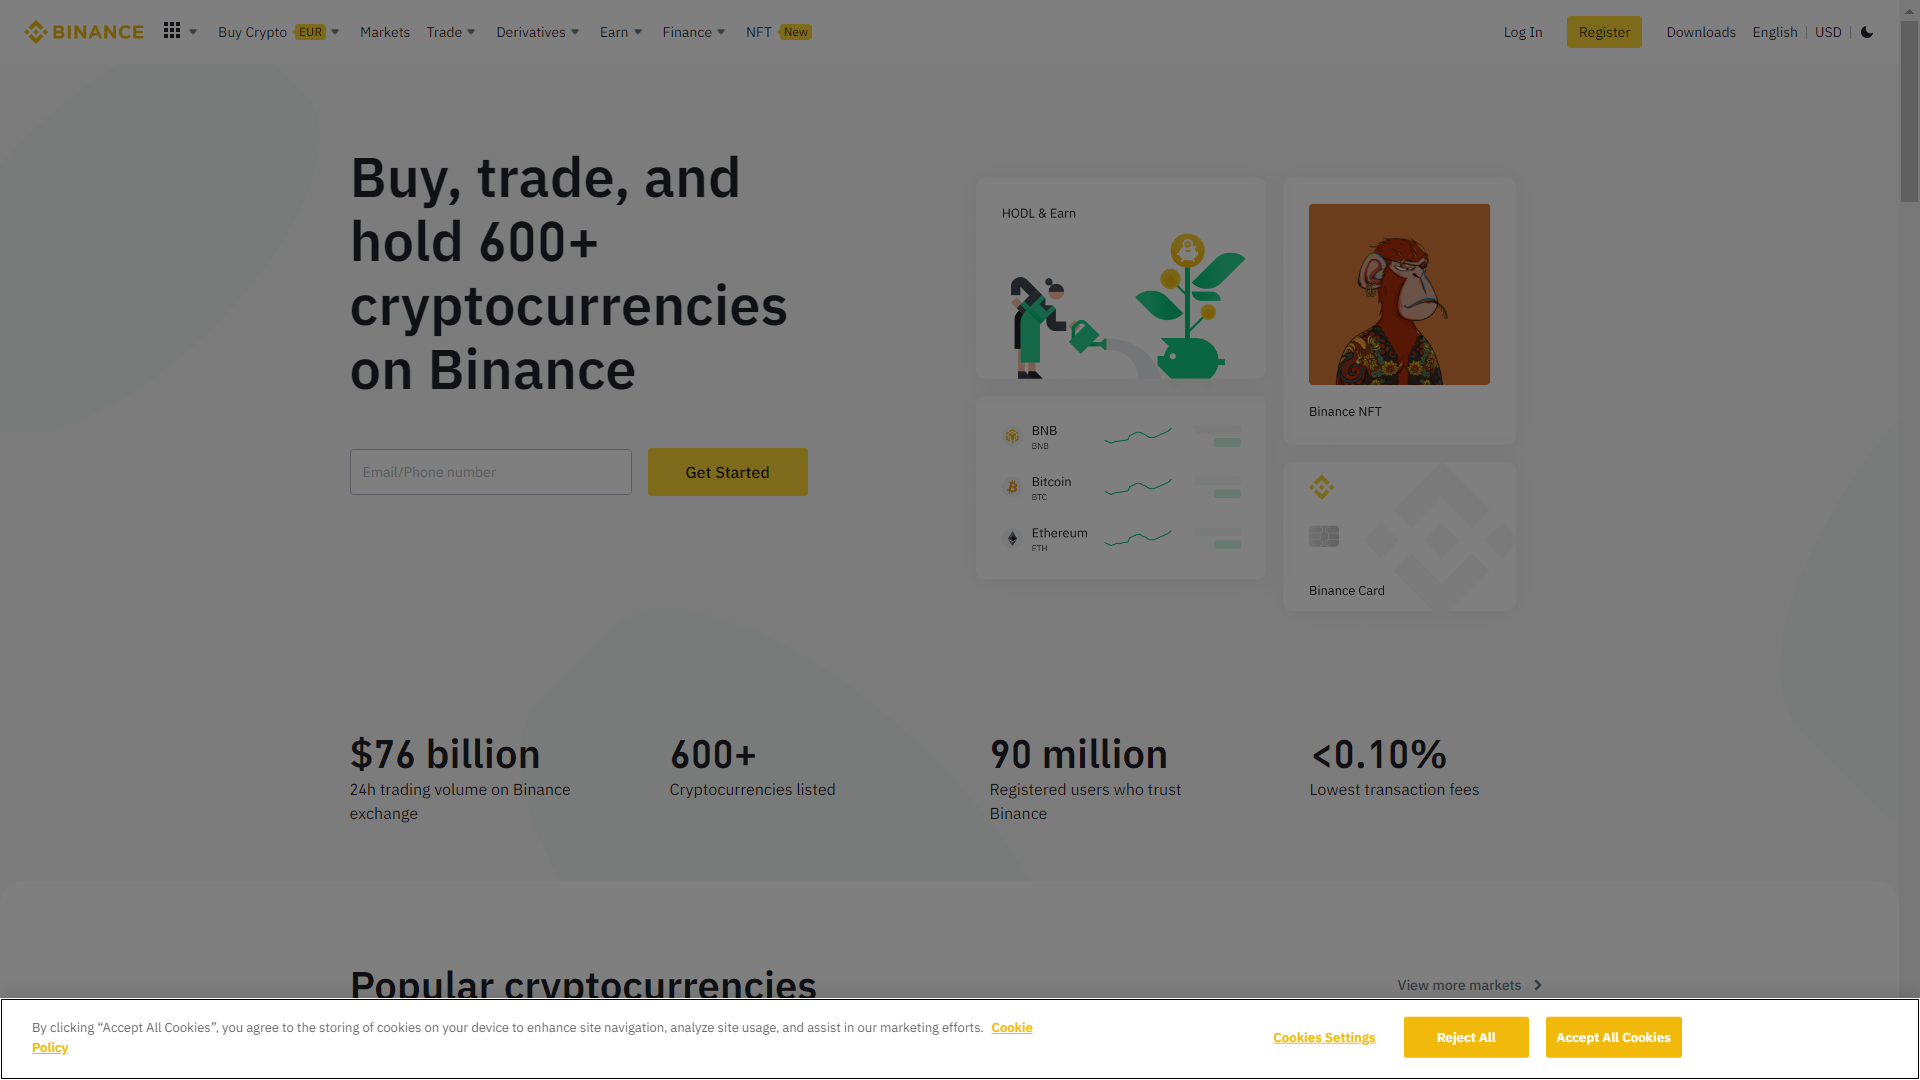 BINANCE
Buy Crypto EUR Markets Trade Derivatives Earn Finance NFT New
Log In Register Downloads English | USD |
Buy, trade, and
hold 600+
cryptocurrencies
on Binance
Email/Phone number
Get Started
HODL & Earn
BNB
BNB
Bitcoin
BTC
Ethereum
ETH
Binance NFT
Binance Card
$76 billion
24h trading volume on Binance
exchange
600+
Cryptocurrencies listed
90 million
Registered users who trust
Binance
<0.10%
Lowest transaction fees
Popular cryptocurrencies
View more markets
By clicking “Accept All Cookies”, you agree to the storing of cookies on your device to enhance site navigation, analyze site usage, and assist in our marketing efforts. Cookie
Policy
Cookies Settings
Reject All
Accept All Cookies